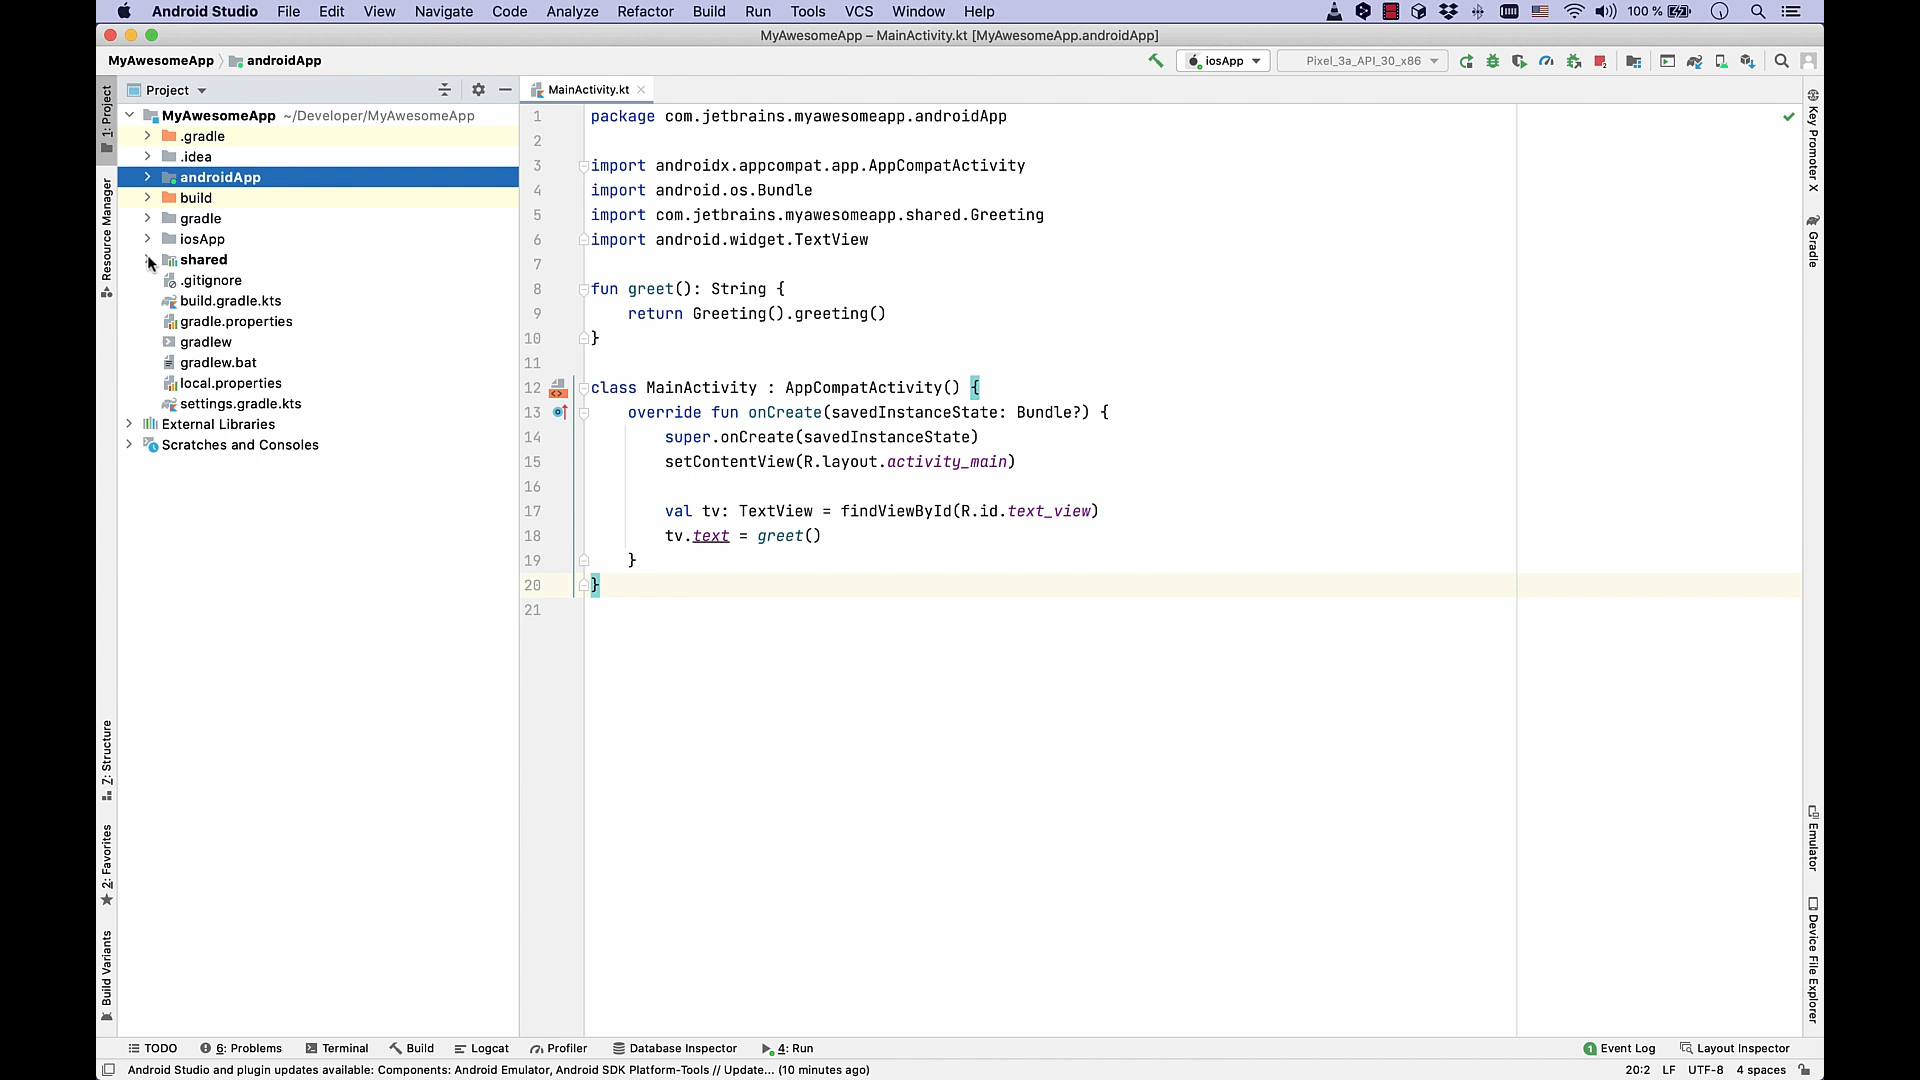 Android Studio File Edit View Navigate Code Analyze Refactor Build Run Tools VCS Window Help 100 %
MyAwesomeApp – MainActivity.kt [MyAwesomeApp.androidApp]
MyAwesomeApp androidApp iosApp Pixel_3a_API_30_x86
Project
MainActivity.kt
1: Project
Resource Manager
7: Structure
2: Favorites
Build Variants
MyAwesomeApp ~/Developer/MyAwesomeApp
.gradle
.idea
androidApp
build
gradle
iosApp
shared
.gitignore
build.gradle.kts
gradle.properties
gradlew
gradlew.bat
local.properties
settings.gradle.kts
External Libraries
Scratches and Consoles
1 package com.jetbrains.myawesomeapp.androidApp
2
3 import androidx.appcompat.app.AppCompatActivity
4 import android.os.Bundle
5 import com.jetbrains.myawesomeapp.shared.Greeting
6 import android.widget.TextView
7
8 fun greet(): String {
9 return Greeting().greeting()
10 }
11
12 class MainActivity : AppCompatActivity() {
13 override fun onCreate(savedInstanceState: Bundle?) {
14 super.onCreate(savedInstanceState)
15 setContentView(R.layout.activity_main)
16
17 val tv: TextView = findViewById(R.id.text_view)
18 tv.text = greet()
19 }
20 }
21
Key Promoter X
Gradle
Emulator
Device File Explorer
TODO 6: Problems Terminal Build Logcat Profiler Database Inspector 4: Run 1 Event Log Layout Inspector
Android Studio and plugin updates available: Components: Android Emulator, Android SDK Platform-Tools // Update... (10 minutes ago) 20:2 LF UTF-8 4 spaces